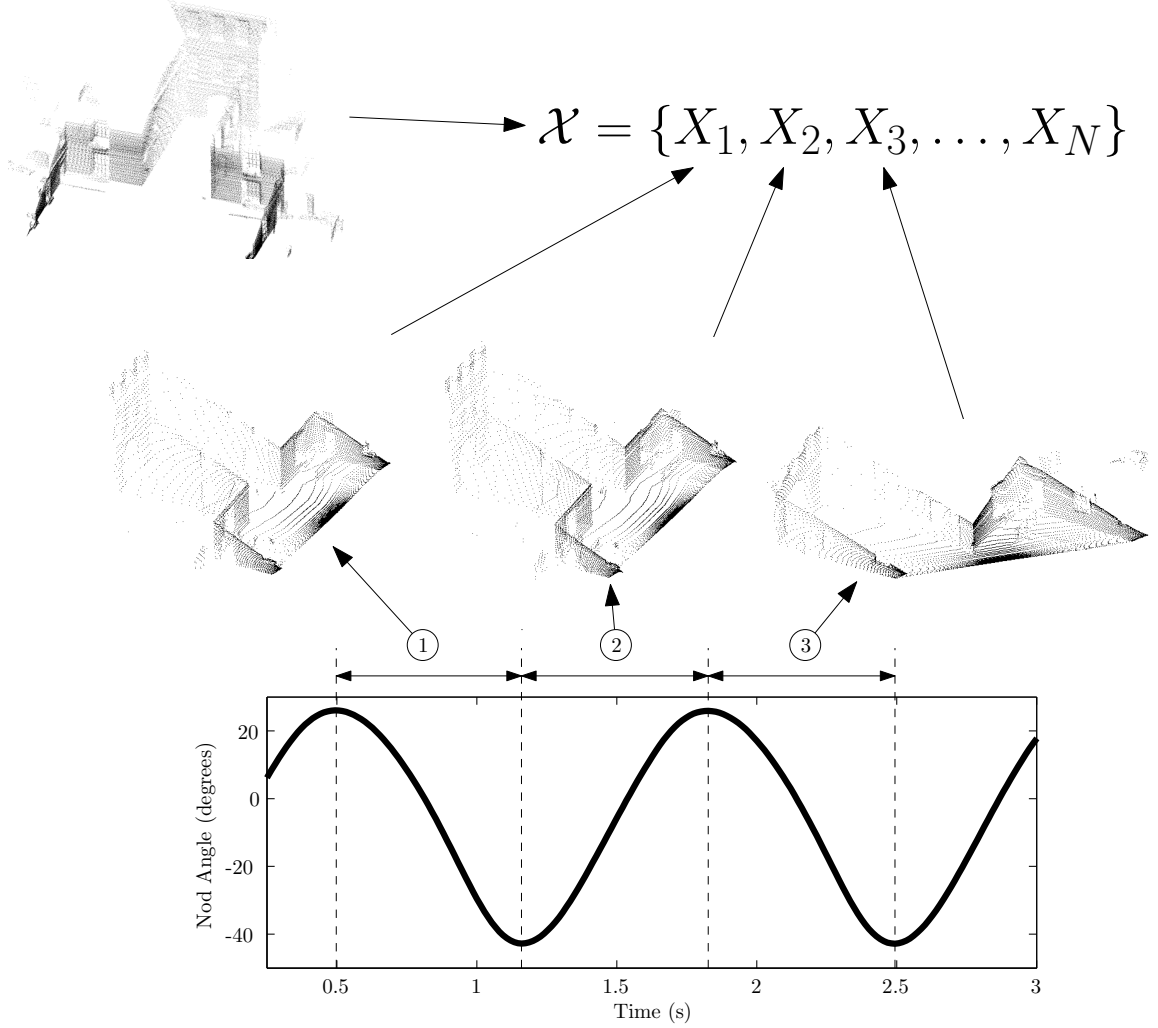 𝒳 = {X₁, X₂, X₃, . . . , X_N}
1 2 3
20
0
-20
-40
Nod Angle (degrees)
0.5 1 1.5 2 2.5 3
Time (s)